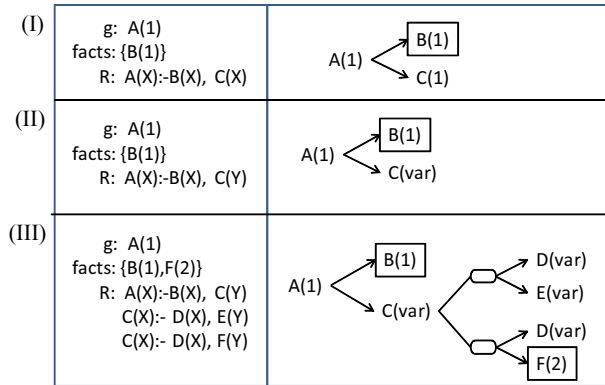 (I)
g: A(1)
facts: {B(1)}
R: A(X):-B(X), C(X)
A(1)
B(1)
C(1)
(II)
g: A(1)
facts: {B(1)}
R: A(X):-B(X), C(Y)
A(1)
B(1)
C(var)
(III)
g: A(1)
facts: {B(1),F(2)}
R: A(X):-B(X), C(Y)
C(X):- D(X), E(Y)
C(X):- D(X), F(Y)
A(1)
B(1)
C(var)
D(var)
E(var)
D(var)
F(2)